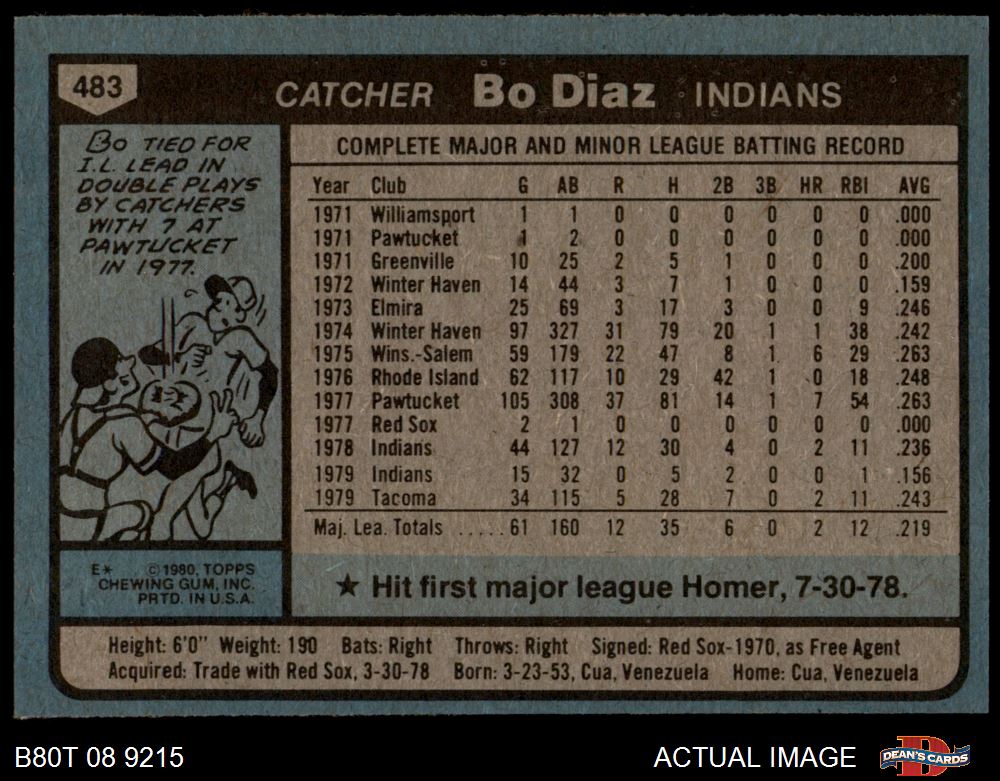 483 CATCHER Bo Diaz INDIANS
BO TIED FOR
I.L. LEAD IN
DOUBLE PLAYS
BY CATCHERS
WITH 7 AT
PAWTUCKET
IN 1977.
COMPLETE MAJOR AND MINOR LEAGUE BATTING RECORD
Year Club G AB R H 2B 3B HR RBI AVG
1971 Williamsport 1 1 0 0 0 0 0 0 .000
1971 Pawtucket 1 2 0 0 0 0 0 0 .000
1971 Greenville 10 25 2 5 1 0 0 0 .200
1972 Winter Haven 14 44 3 7 1 0 0 0 .159
1973 Elmira 25 69 3 17 3 0 0 9 .246
1974 Winter Haven 97 327 31 79 20 1 1 38 .242
1975 Wins.-Salem 59 179 22 47 8 1 6 29 .263
1976 Rhode Island 62 117 10 29 42 1 0 18 .248
1977 Pawtucket 105 308 37 81 14 1 7 54 .263
1977 Red Sox 2 1 0 0 0 0 0 0 .000
1978 Indians 44 127 12 30 4 0 2 11 .236
1979 Indians 15 32 0 5 2 0 0 1 .156
1979 Tacoma 34 115 5 28 7 0 2 11 .243
Maj. Lea. Totals ..... 61 160 12 35 6 0 2 12 .219
E* ©1980, TOPPS
CHEWING GUM, INC.
PRTD. IN U.S.A.
★ Hit first major league Homer, 7-30-78.
Height: 6'0" Weight: 190 Bats: Right Throws: Right Signed: Red Sox-1970, as Free Agent
Acquired: Trade with Red Sox, 3-30-78 Born: 3-23-53, Cua, Venezuela Home: Cua, Venezuela
B80T 08 9215 ACTUAL IMAGE DEAN'S CARDS